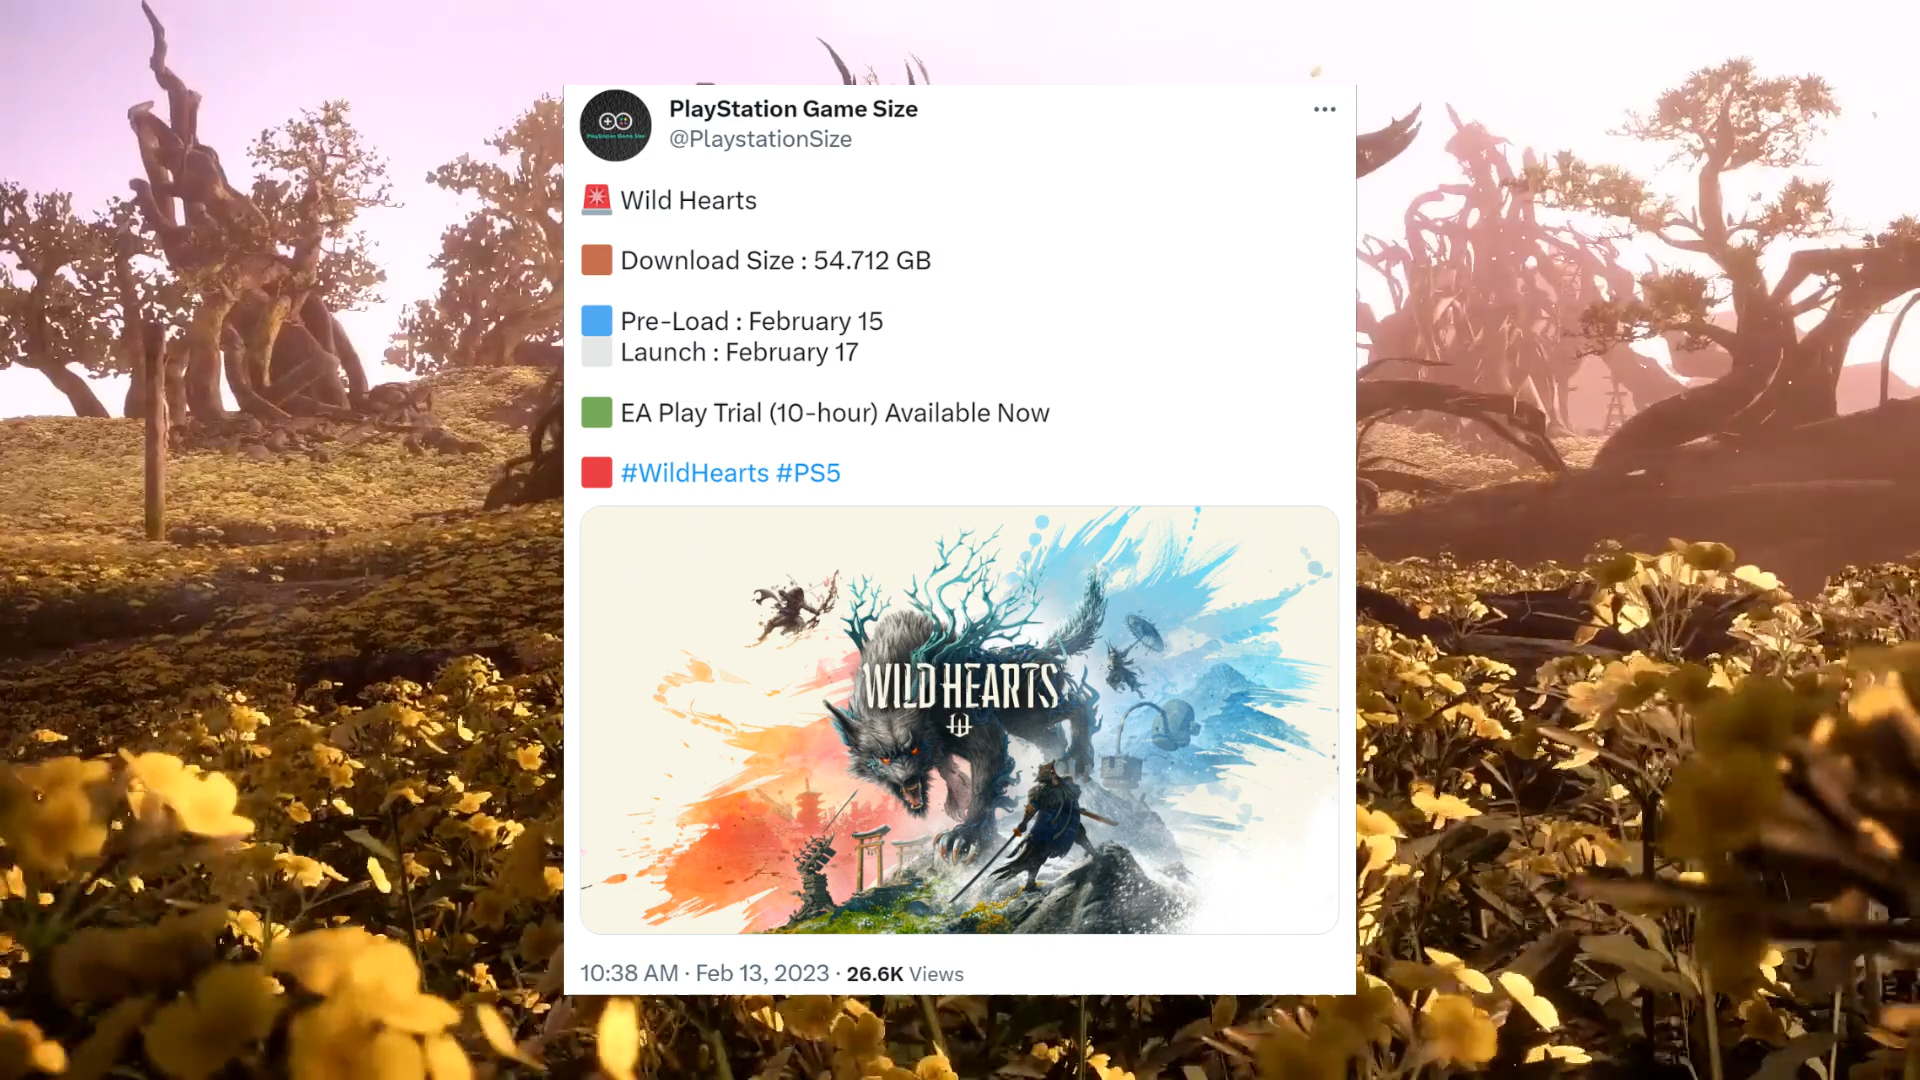 PlayStation Game Size
@PlaystationSize
Wild Hearts
Download Size : 54.712 GB
Pre-Load : February 15
Launch : February 17
EA Play Trial (10-hour) Available Now
#WildHearts #PS5
WILD HEARTS
10:38 AM · Feb 13, 2023 · 26.6K Views